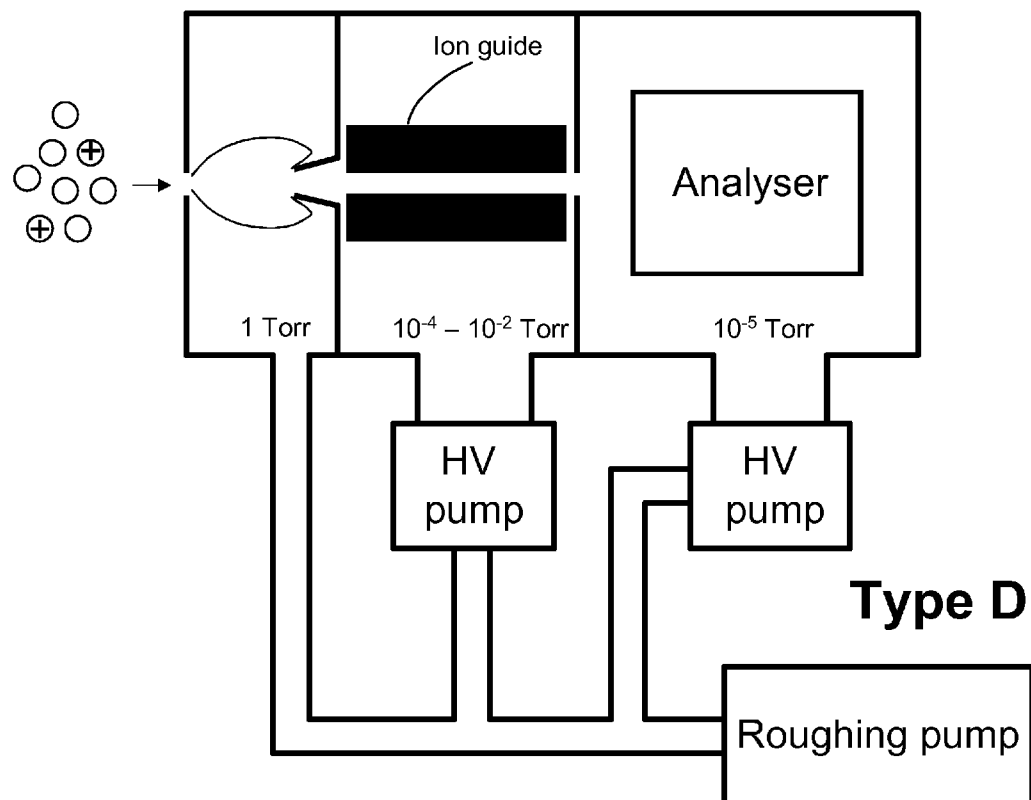 Ion guide
Analyser
1 Torr
10⁻⁴ – 10⁻² Torr
10⁻⁵ Torr
HV
pump
HV
pump
Type D
Roughing pump